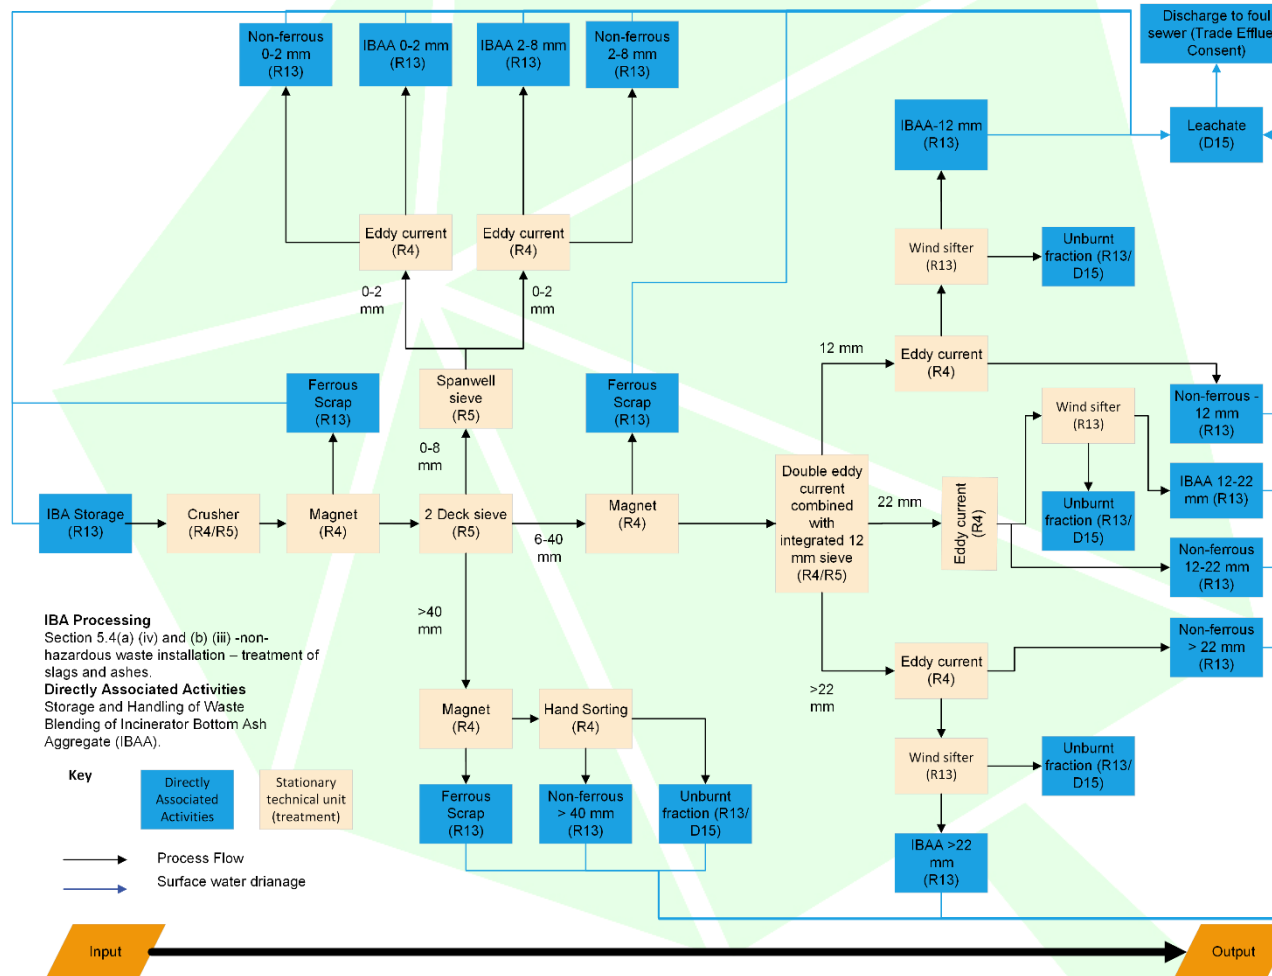 Non-ferrous
0-2 mm
(R13)
IBAA 0-2 mm
(R13)
IBAA 2-8 mm
(R13)
Non-ferrous
2-8 mm
(R13)
Discharge to foul
sewer (Trade Efflue
Consent)
IBAA-12 mm
(R13)
Leachate
(D15)
Eddy current
(R4)
Eddy current
(R4)
Wind sifter
(R13)
Unburnt
fraction (R13/
D15)
0-2
mm
0-2
mm
12 mm
Eddy current
(R4)
Ferrous
Scrap
(R13)
Spanwell
sieve
(R5)
Ferrous
Scrap
(R13)
Wind sifter
(R13)
Non-ferrous -
12 mm
(R13)
0-8
mm
Double eddy
current
combined
with
integrated 12
mm sieve
(R4/R5)
22 mm
IBA Storage
(R13)
Crusher
(R4/R5)
Magnet
(R4)
2 Deck sieve
(R5)
6-40
mm
Magnet
(R4)
Eddy current
(R4)
Unburnt
fraction (R13/
D15)
IBAA 12-22
mm (R13)
Non-ferrous
12-22 mm
(R13)
IBA Processing
Section 5.4(a) (iv) and (b) (iii) -non-
hazardous waste installation – treatment of
slags and ashes.
Directly Associated Activities
Storage and Handling of Waste
Blending of Incinerator Bottom Ash
Aggregate (IBAA).
>40
mm
>22
mm
Eddy current
(R4)
Non-ferrous
> 22 mm
(R13)
Magnet
(R4)
Hand Sorting
(R4)
Wind sifter
(R13)
Unburnt
fraction (R13/
D15)
Key
Directly
Associated
Activities
Stationary
technical unit
(treatment)
Ferrous
Scrap
(R13)
Non-ferrous
> 40 mm
(R13)
Unburnt
fraction (R13/
D15)
IBAA >22
mm
(R13)
Process Flow
Surface water drianage
Input
Output